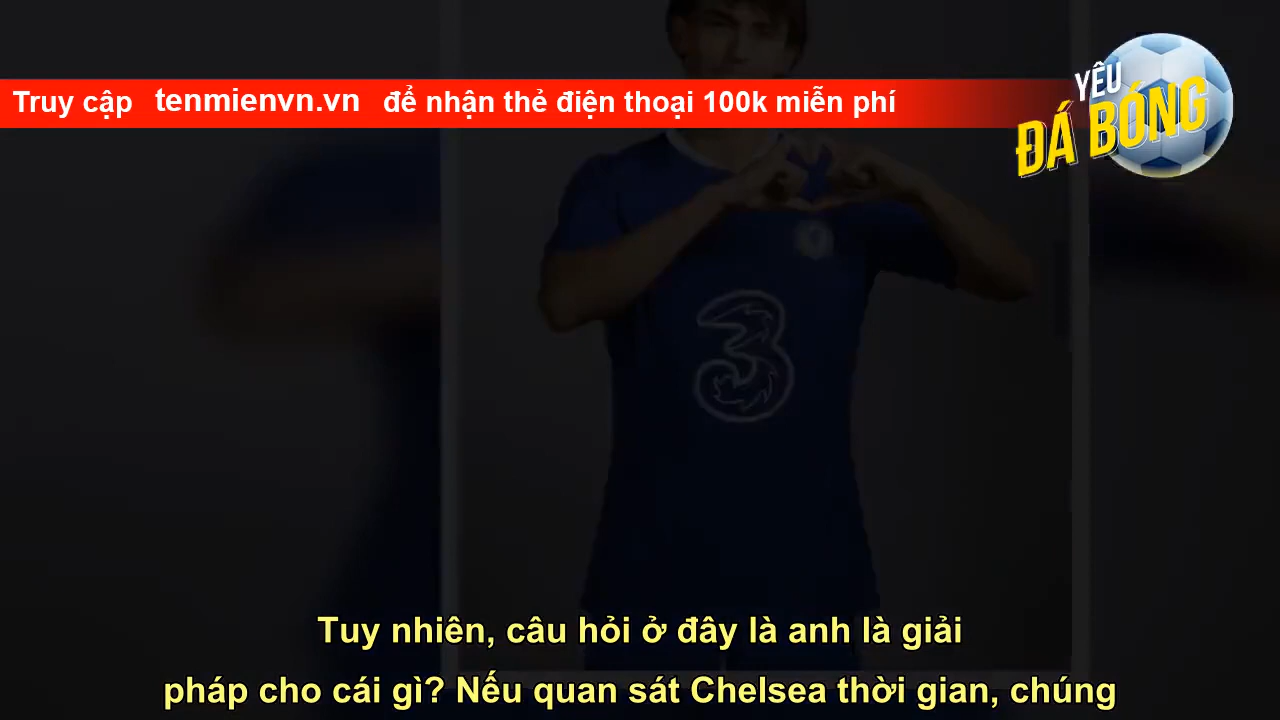 YÊU
ĐÁ BÓNG
Truy cập tenmienvn.vn để nhận thẻ điện thoại 100k miễn phí
3
Tuy nhiên, câu hỏi ở đây là anh là giải
pháp cho cái gì? Nếu quan sát Chelsea thời gian, chúng